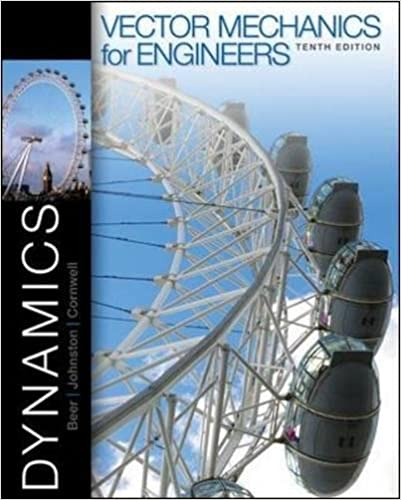 VECTOR MECHANICS
for ENGINEERS TENTH EDITION
DYNAMICS
Beer | Johnston | Cornwell